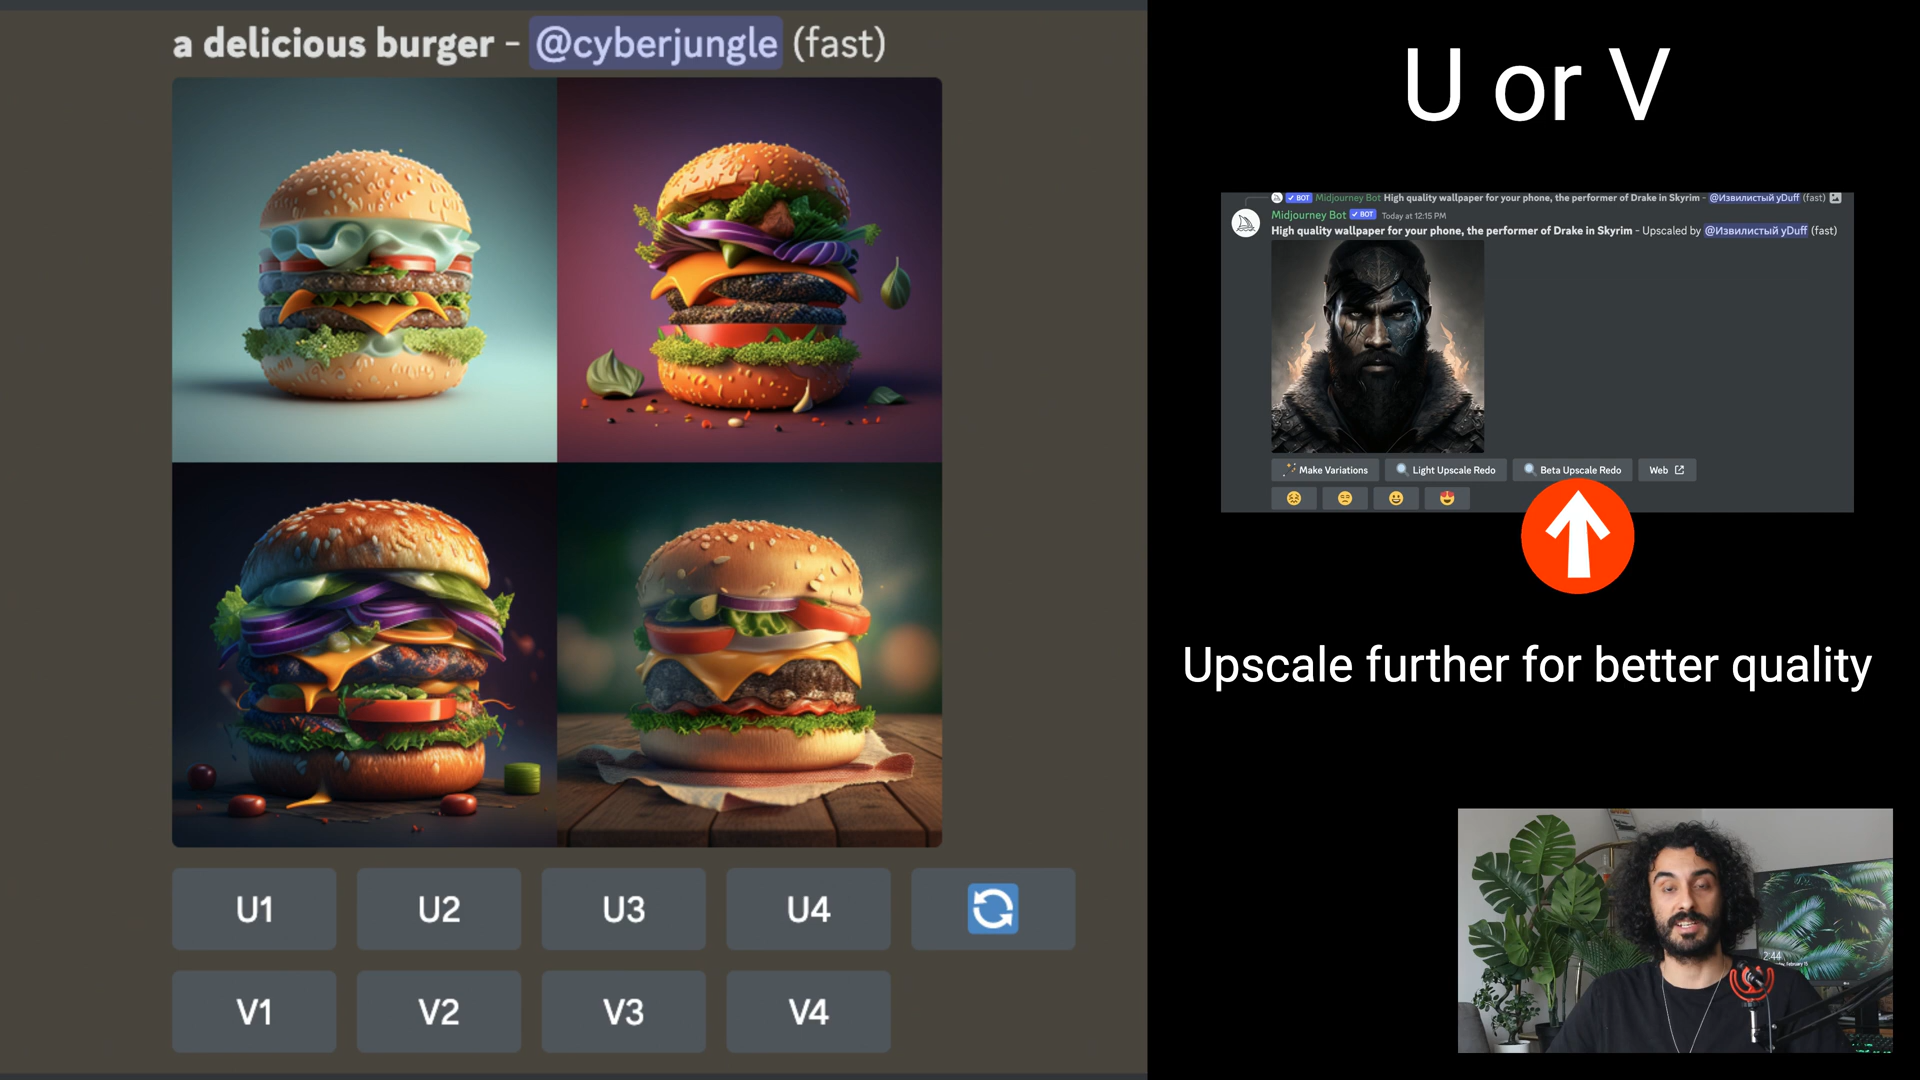 a delicious burger - @cyberjungle (fast)
U1 U2 U3 U4
V1 V2 V3 V4
U or V
BOT Midjourney Bot High quality wallpaper for your phone, the performer of Drake in Skyrim - @Извилистый yDuff (fast)
Midjourney Bot BOT Today at 12:15 PM
High quality wallpaper for your phone, the performer of Drake in Skyrim - Upscaled by @Извилистый yDuff (fast)
Make Variations Light Upscale Redo Beta Upscale Redo Web
Upscale further for better quality
2:44